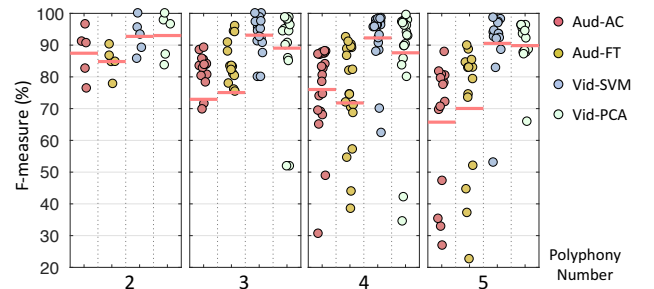 100
90
80
70
60
50
40
30
20
F-measure (%)
2
3
4
5
Aud-AC
Aud-FT
Vid-SVM
Vid-PCA
Polyphony
Number